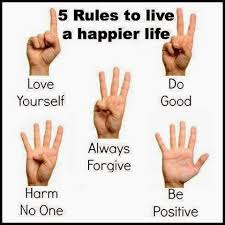 5 Rules to live
a happier life
Love
Yourself
Do
Good
Always
Forgive
Harm
No One
Be
Positive